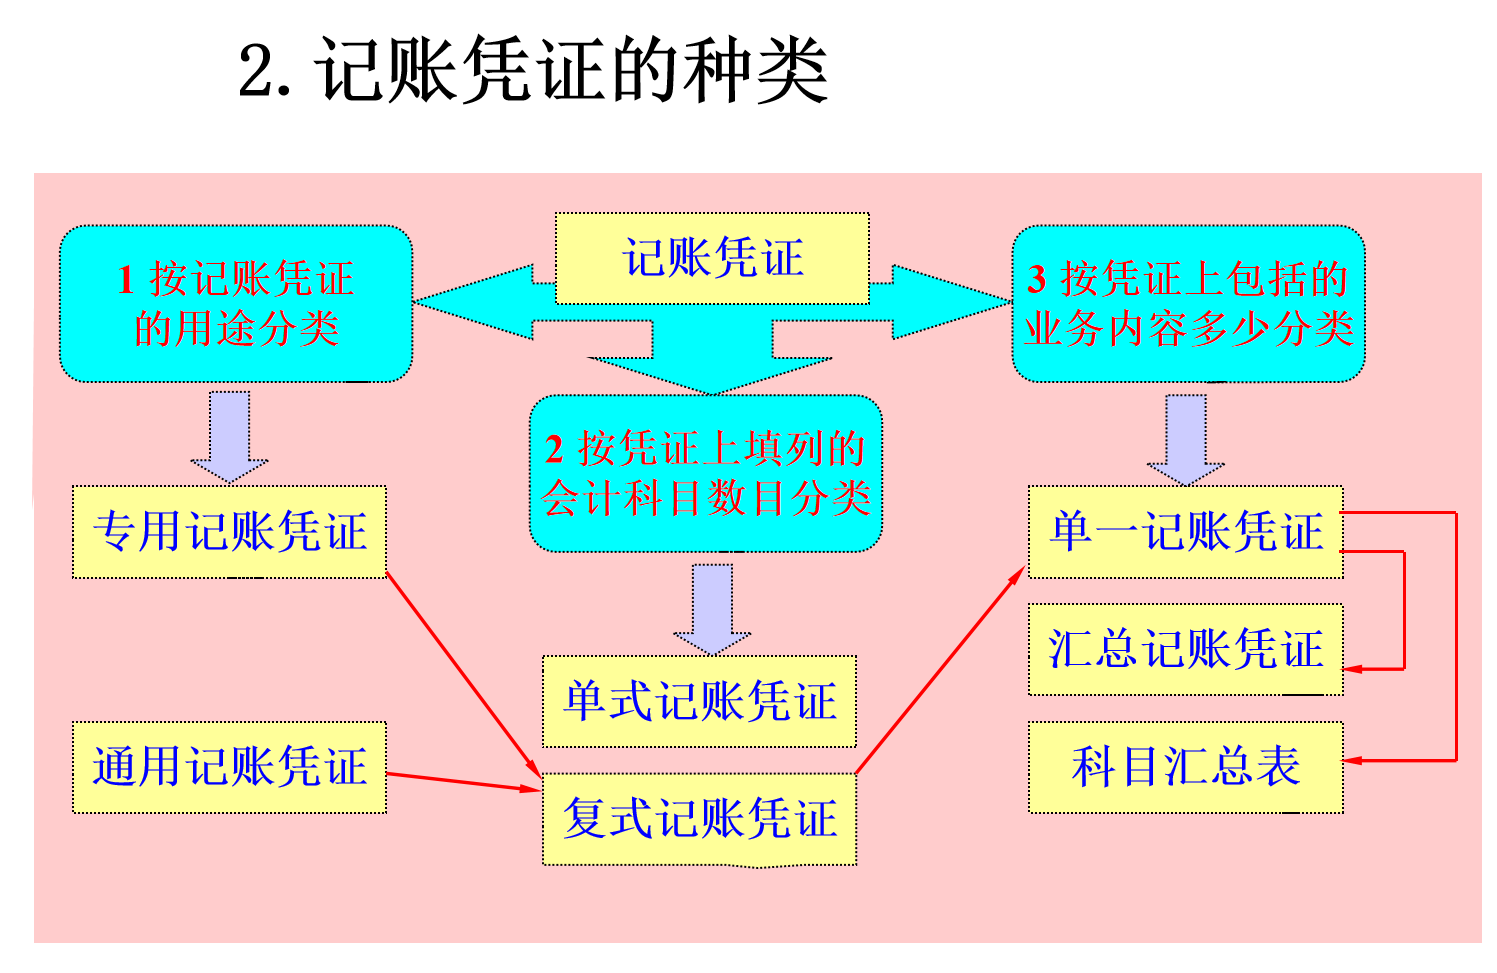 2.记账凭证的种类
记账凭证
1 按记账凭证
的用途分类
专用记账凭证
通用记账凭证
2 按凭证上填列的
会计科目数目分类
单式记账凭证
复式记账凭证
3 按凭证上包括的
业务内容多少分类
单一记账凭证
汇总记账凭证
科目汇总表